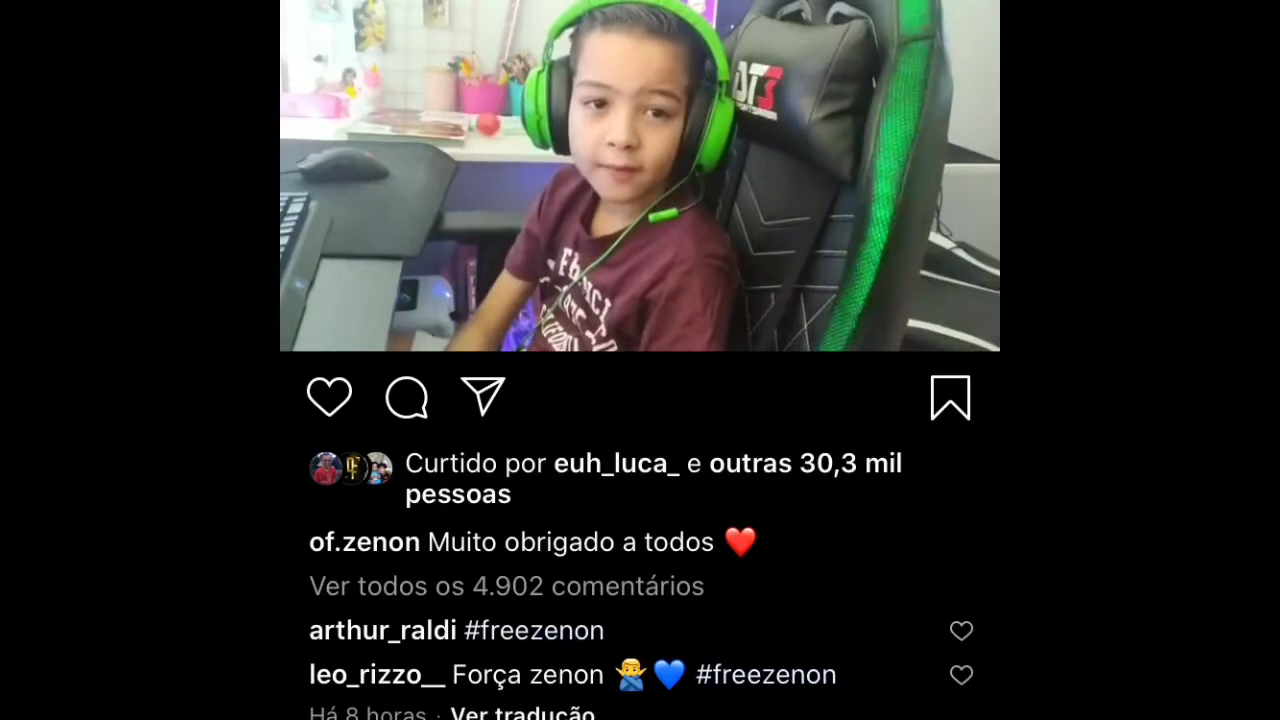 DT3
Curtido por euh_luca_ e outras 30,3 mil
pessoas
of.zenon Muito obrigado a todos ❤️
Ver todos os 4.902 comentários
arthur_raldi #freezenon
leo_rizzo__ Força zenon 🙅‍♂️💙 #freezenon
Há 8 horas · Ver tradução